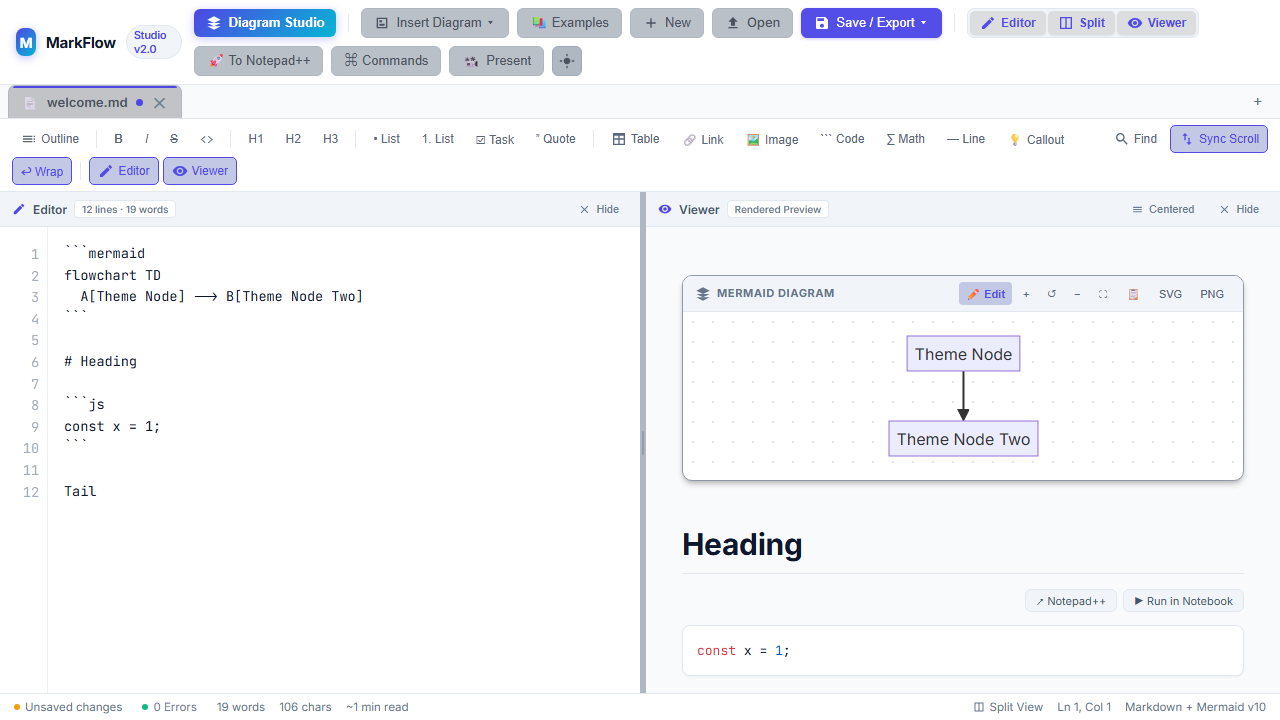 M MarkFlow Studio v2.0
Diagram Studio Insert Diagram Examples + New Open Save / Export Editor Split Viewer
To Notepad++ ⌘ Commands Present
welcome.md ✕ +
Outline B I S <> H1 H2 H3 • List 1. List ☑ Task " Quote Table Link Image ``` Code ∑ Math — Line Callout Find Sync Scroll
↩ Wrap Editor Viewer
Editor 12 lines · 19 words ✕ Hide
Viewer Rendered Preview ≡ Centered ✕ Hide
1 ```mermaid
2 flowchart TD
3 A[Theme Node] --> B[Theme Node Two]
4 ```
5
6 # Heading
7
8 ```js
9 const x = 1;
10 ```
11
12 Tail
MERMAID DIAGRAM Edit + ↺ − ⛶ SVG PNG
Theme Node
Theme Node Two
Heading
↗ Notepad++ ▶ Run in Notebook
const x = 1;
Unsaved changes 0 Errors 19 words 106 chars ~1 min read Split View Ln 1, Col 1 Markdown + Mermaid v10